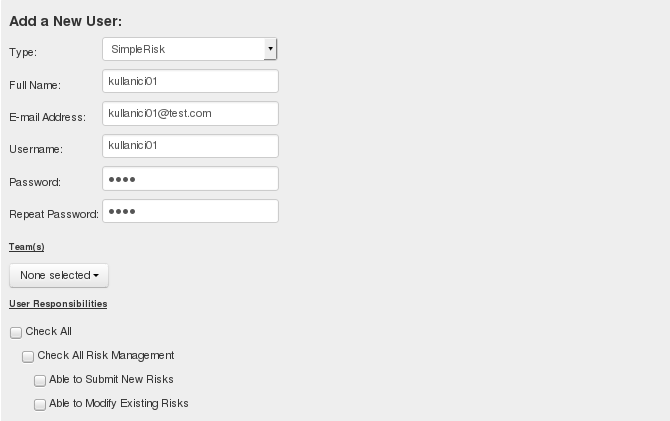 Add a New User:
Type: SimpleRisk
Full Name: kullanici01
E-mail Address: kullanici01@test.com
Username: kullanici01
Password: ●●●●
Repeat Password: ●●●●
Team(s)
None selected
User Responsibilities
Check All
Check All Risk Management
Able to Submit New Risks
Able to Modify Existing Risks